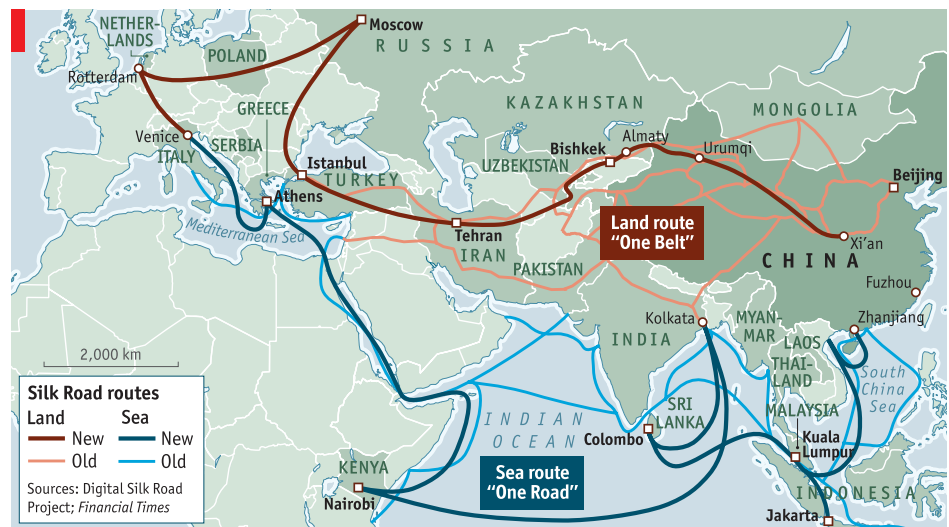 Moscow
NETHER-
LANDS
RUSSIA
POLAND
Rotterdam
KAZAKHSTAN
MONGOLIA
GREECE
Venice
ITALY
SERBIA
Almaty
Bishkek
Urumqi
UZBEKISTAN
Istanbul
TURKEY
Beijing
Athens
Land route
"One Belt"
Mediterranean Sea
Tehran
IRAN
Xi'an
CHINA
PAKISTAN
Fuzhou
Kolkata
MYAN-
MAR
Zhanjiang
INDIA
LAOS
2,000 km
THAI-
LAND
South
China
Sea
Silk Road routes
Land
Sea
New
New
Old
Old
Sources: Digital Silk Road
Project; Financial Times
INDIAN
OCEAN
SRI
LANKA
MALAYSIA
Colombo
Kuala
Lumpur
KENYA
Nairobi
Sea route
"One Road"
INDONESIA
Jakarta